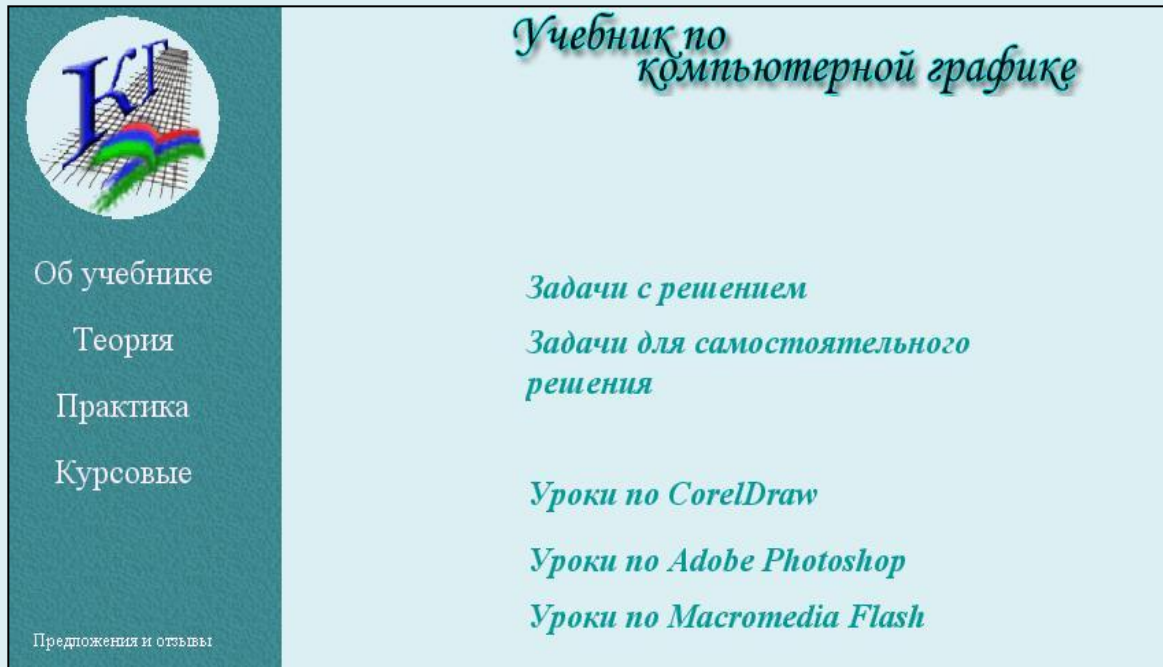 КГ
Учебник по
компьютерной графике
Об учебнике
Теория
Практика
Курсовые
Предложения и отзывы
Задачи с решением
Задачи для самостоятельного
решения
Уроки по CorelDraw
Уроки по Adobe Photoshop
Уроки по Macromedia Flash